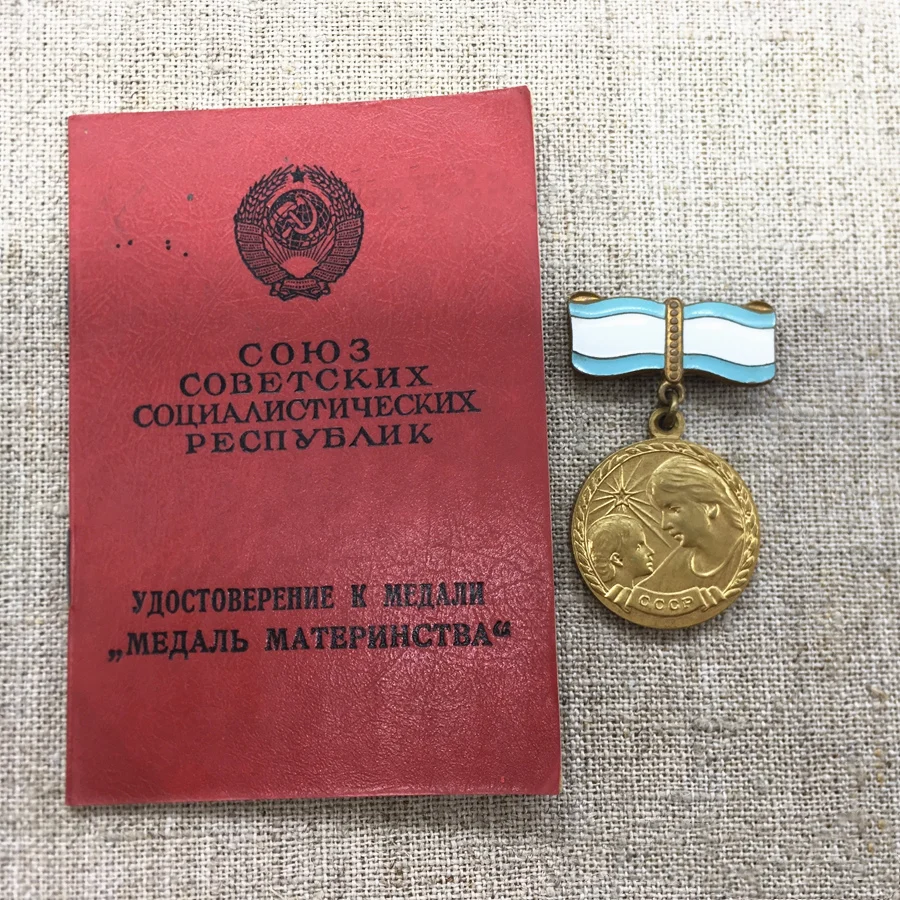 СОЮЗ
СОВЕТСКИХ
СОЦИАЛИСТИЧЕСКИХ
РЕСПУБЛИК
УДОСТОВЕРЕНИЕ К МЕДАЛИ
„МЕДАЛЬ МАТЕРИНСТВА“
СССР